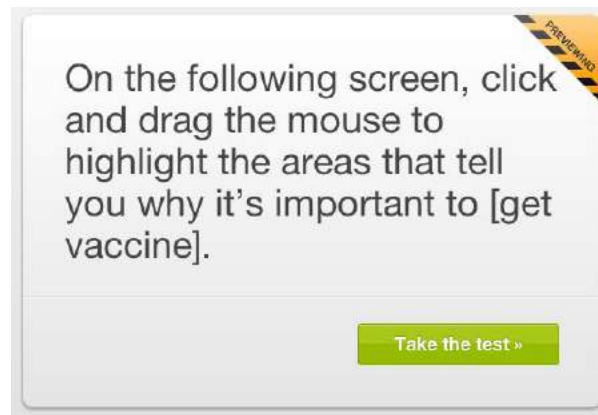 PREVIEWING
On the following screen, click
and drag the mouse to
highlight the areas that tell
you why it’s important to [get
vaccine].
Take the test »